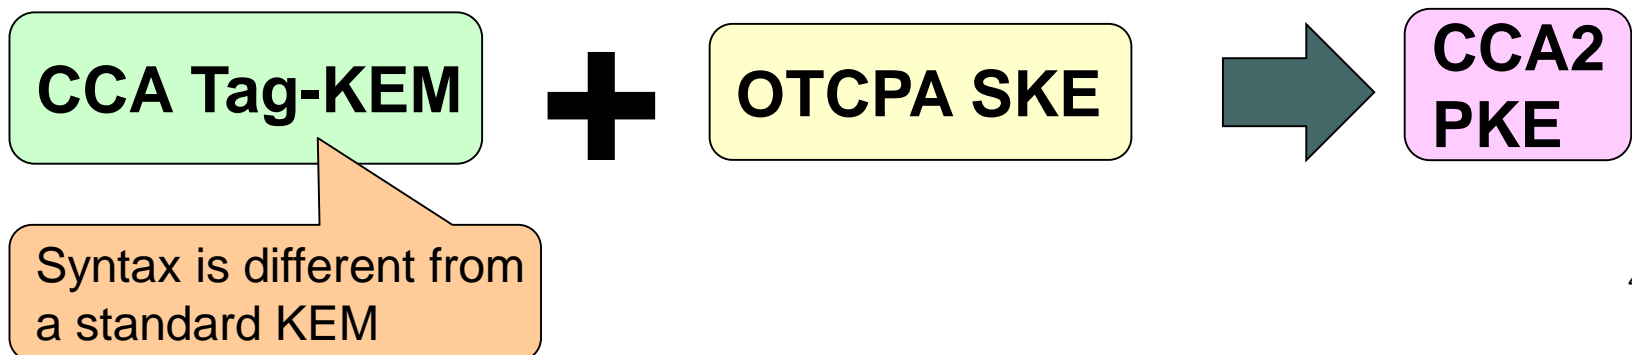 CCA Tag-KEM
OTCPA SKE
CCA2
PKE
Syntax is different from
a standard KEM